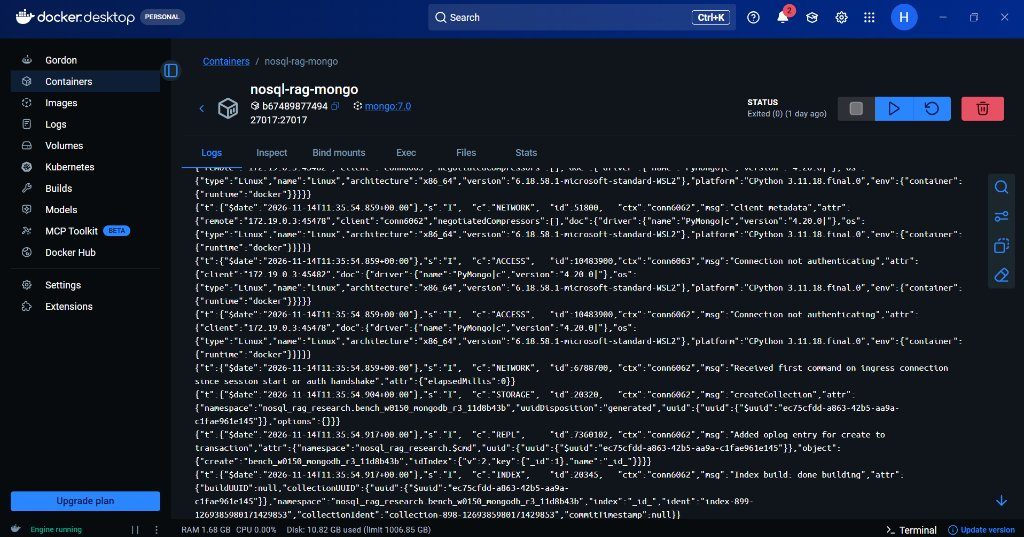 docker.desktop PERSONAL
Search Ctrl+K
2
H
Gordon
Containers
Images
Logs
Volumes
Kubernetes
Builds
Models
MCP Toolkit BETA
Docker Hub
Settings
Extensions
Upgrade plan
Containers / nosql-rag-mongo
nosql-rag-mongo
b67489877494 mongo:7.0
27017:27017
STATUS
Exited (0) (1 day ago)
Logs Inspect Bind mounts Exec Files Stats
{"type":"Linux","name":"Linux","architecture":"x86_64","version":"6.18.58.1-microsoft-standard-WSL2"},"platform":"CPython 3.11.18.final.0","env":{"container":
{"runtime":"docker"}}}}}
{"t":{"$date":"2026-11-14T11:35:54.859+00:00"},"s":"I", "c":"NETWORK", "id":51800, "ctx":"conn6062","msg":"client metadata","attr":
{"remote":"172.19.0.3:45478","client":"conn6062","negotiatedCompressors":[],"doc":{"driver":{"name":"PyMongo|c","version":"4.20.0|"},"os":
{"type":"Linux","name":"Linux","architecture":"x86_64","version":"6.18.58.1-microsoft-standard-WSL2"},"platform":"CPython 3.11.18.final.0","env":{"container":
{"runtime":"docker"}}}}}
{"t":{"$date":"2026-11-14T11:35:54.859+00:00"},"s":"I", "c":"ACCESS", "id":10483900,"ctx":"conn6063","msg":"Connection not authenticating","attr":
{"client":"172.19.0.3:45482","doc":{"driver":{"name":"PyMongo|c","version":"4.20.0|"},"os":
{"type":"Linux","name":"Linux","architecture":"x86_64","version":"6.18.58.1-microsoft-standard-WSL2"},"platform":"CPython 3.11.18.final.0","env":{"container":
{"runtime":"docker"}}}}}
{"t":{"$date":"2026-11-14T11:35:54.859+00:00"},"s":"I", "c":"ACCESS", "id":10483900,"ctx":"conn6062","msg":"Connection not authenticating","attr":
{"client":"172.19.0.3:45478","doc":{"driver":{"name":"PyMongo|c","version":"4.20.0|"},"os":
{"type":"Linux","name":"Linux","architecture":"x86_64","version":"6.18.58.1-microsoft-standard-WSL2"},"platform":"CPython 3.11.18.final.0","env":{"container":
{"runtime":"docker"}}}}}
{"t":{"$date":"2026-11-14T11:35:54.859+00:00"},"s":"I", "c":"NETWORK", "id":6788700, "ctx":"conn6062","msg":"Received first command on ingress connection
since session start or auth handshake","attr":{"elapsedMillis":0}}
{"t":{"$date":"2026-11-14T11:35:54.904+00:00"},"s":"I", "c":"STORAGE", "id":20320, "ctx":"conn6062","msg":"createCollection","attr":
{"namespace":"nosql_rag_research.bench_w0150_mongodb_r3_11d8b43b","uuidDisposition":"generated","uuid":{"uuid":{"$uuid":"ec75cfdd-a863-42b5-aa9a-
c1fae961e145"}},"options":{}}}
{"t":{"$date":"2026-11-14T11:35:54.917+00:00"},"s":"I", "c":"REPL", "id":7360102, "ctx":"conn6062","msg":"Added oplog entry for create to
transaction","attr":{"namespace":"nosql_rag_research.$cmd","uuid":{"uuid":{"$uuid":"ec75cfdd-a863-42b5-aa9a-c1fae961e145"}},"object":
{"create":"bench_w0150_mongodb_r3_11d8b43b","idIndex":{"v":2,"key":{"_id":1},"name":"_id_"}}}}
{"t":{"$date":"2026-11-14T11:35:54.917+00:00"},"s":"I", "c":"INDEX", "id":20345, "ctx":"conn6062","msg":"Index build: done building","attr":
{"buildUUID":null,"collectionUUID":{"uuid":{"$uuid":"ec75cfdd-a863-42b5-aa9a-
c1fae961e145"}},"namespace":"nosql_rag_research.bench_w0150_mongodb_r3_11d8b43b","index":"_id_","ident":"index-899-
1269385980171429853","collectionIdent":"collection-898-1269385980171429853","commitTimestamp":null}}
Engine running RAM 1.68 GB CPU 0.00% Disk: 10.82 GB used (limit 1006.85 GB) Terminal Update version